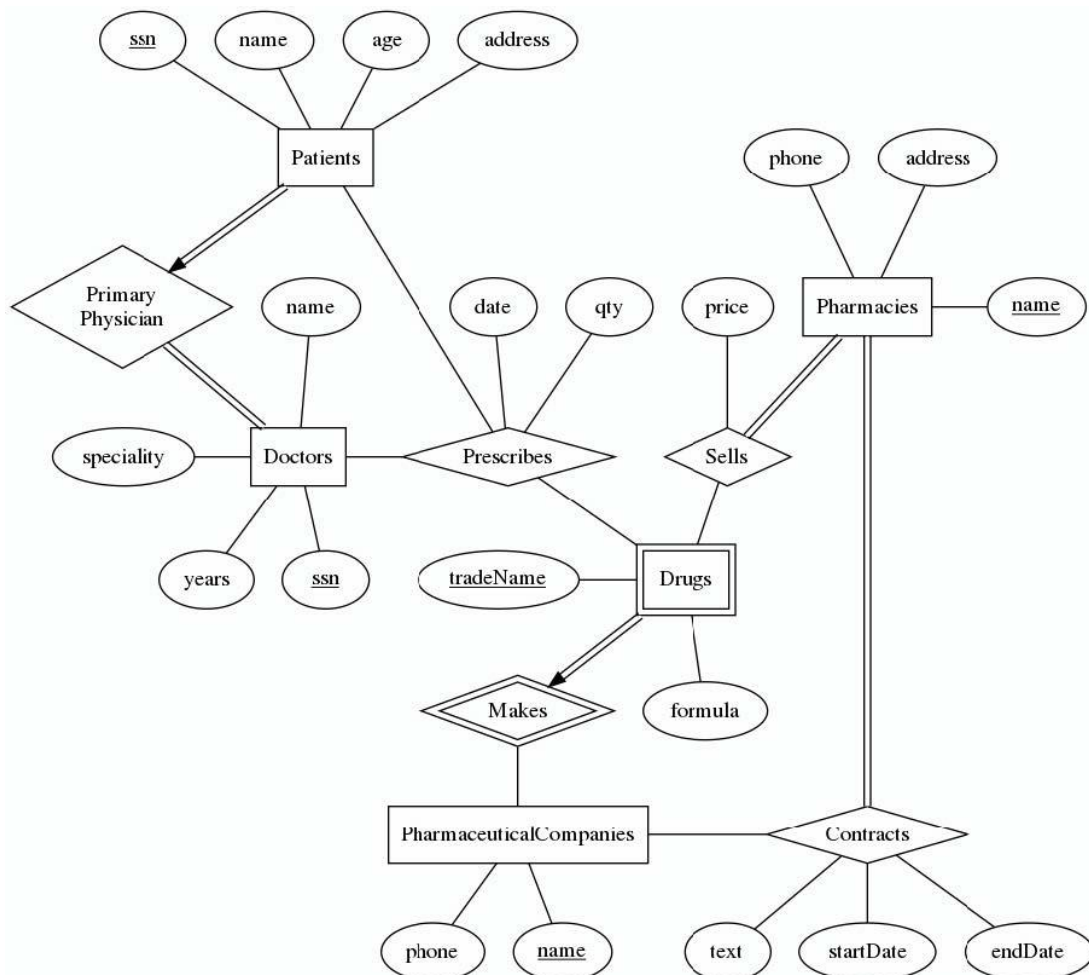 ssn
name
age
address
Patients
phone
address
Primary
Physician
name
date
qty
price
Pharmacies
name
speciality
Doctors
Prescribes
Sells
years
ssn
tradeName
Drugs
Makes
formula
PharmaceuticalCompanies
Contracts
phone
name
text
startDate
endDate